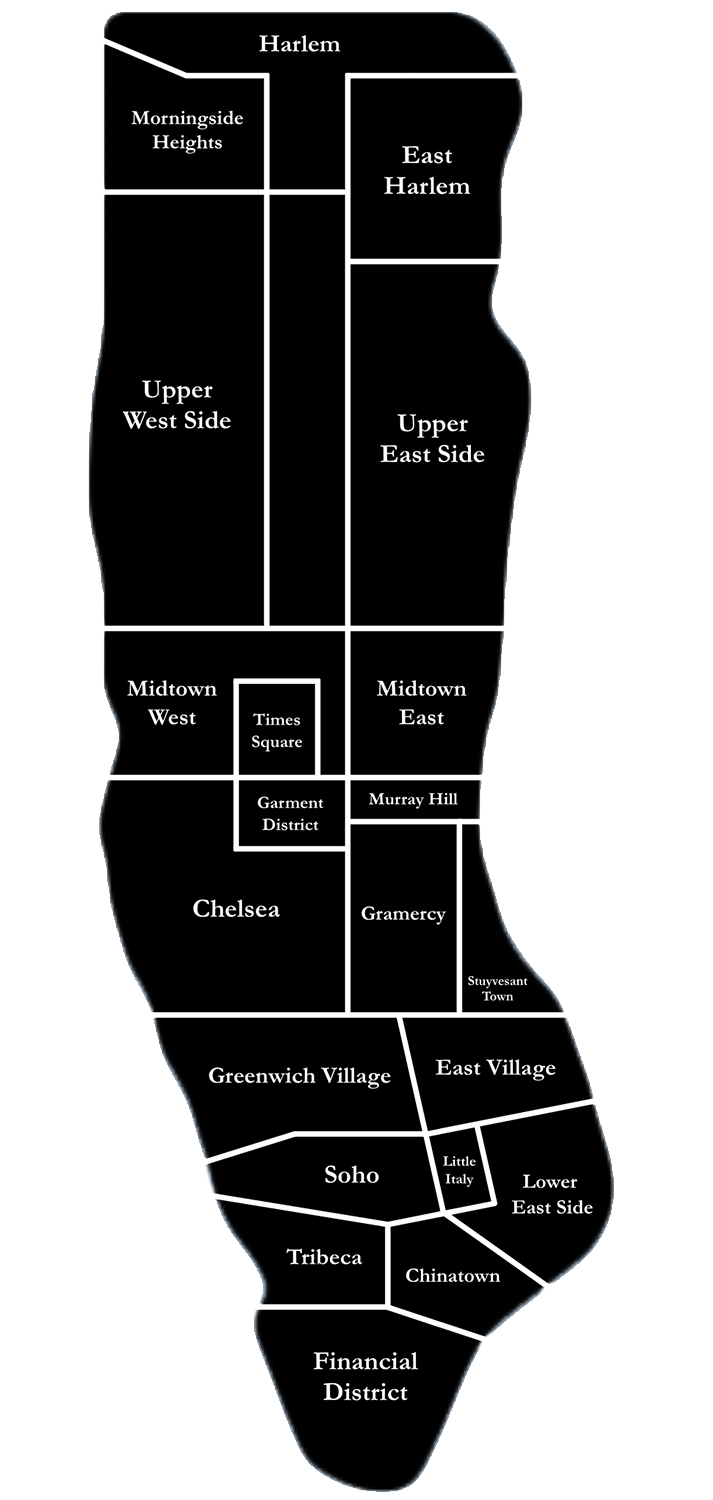 Harlem
Morningside
Heights
East
Harlem
Upper
West Side
Upper
East Side
Midtown
West
Times
Square
Midtown
East
Garment
District
Murray Hill
Chelsea
Gramercy
Stuyvesant
Town
Greenwich Village
East Village
Soho
Little
Italy
Lower
East Side
Tribeca
Chinatown
Financial
District